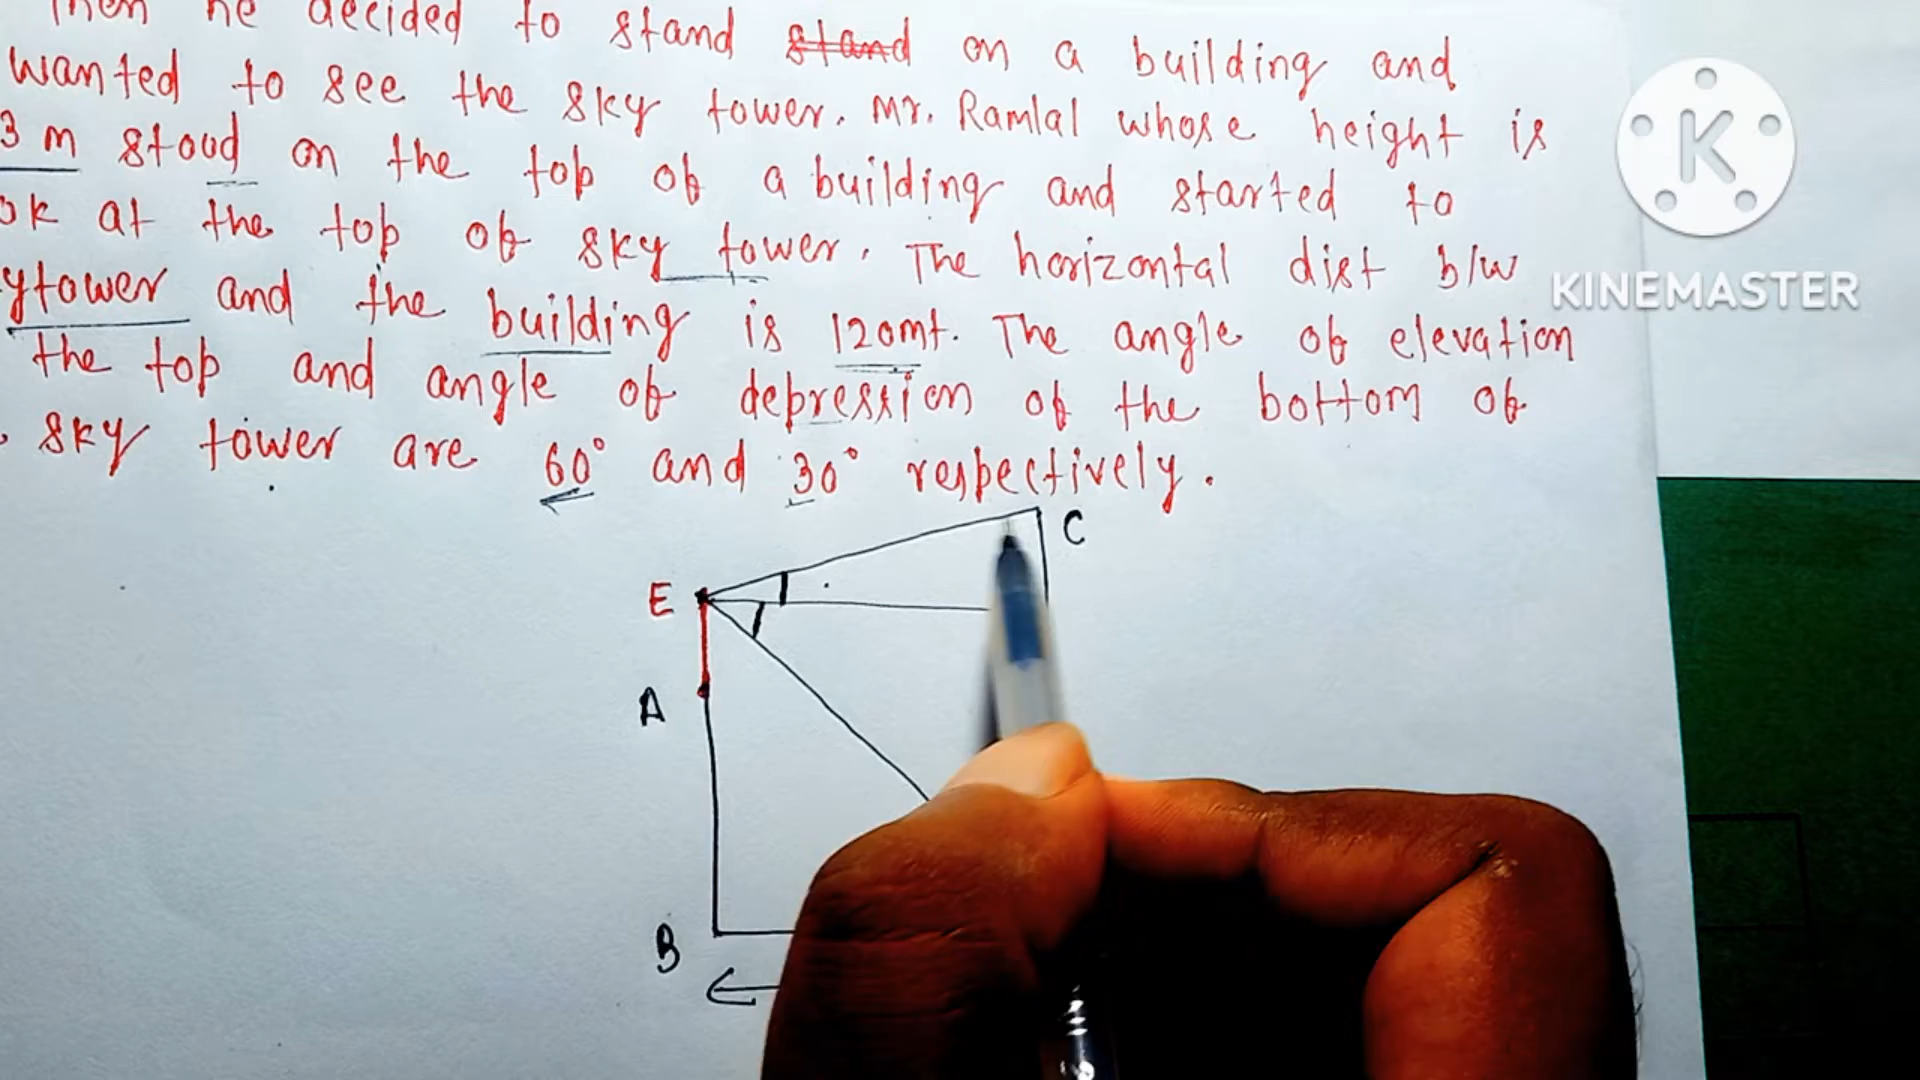 Then he decided to stand stand on a building and
wanted to see the sky tower. Mr. Ramlal whose height is
3 m stood on the top of a building and started to
ok at the top of sky tower. The horizontal dist b/w
ytower and the building is 120mt. The angle of elevation
the top and angle of depression of the bottom of
sky tower are 60° and 30° respectively.
C
E
A
B
K
KINEMASTER